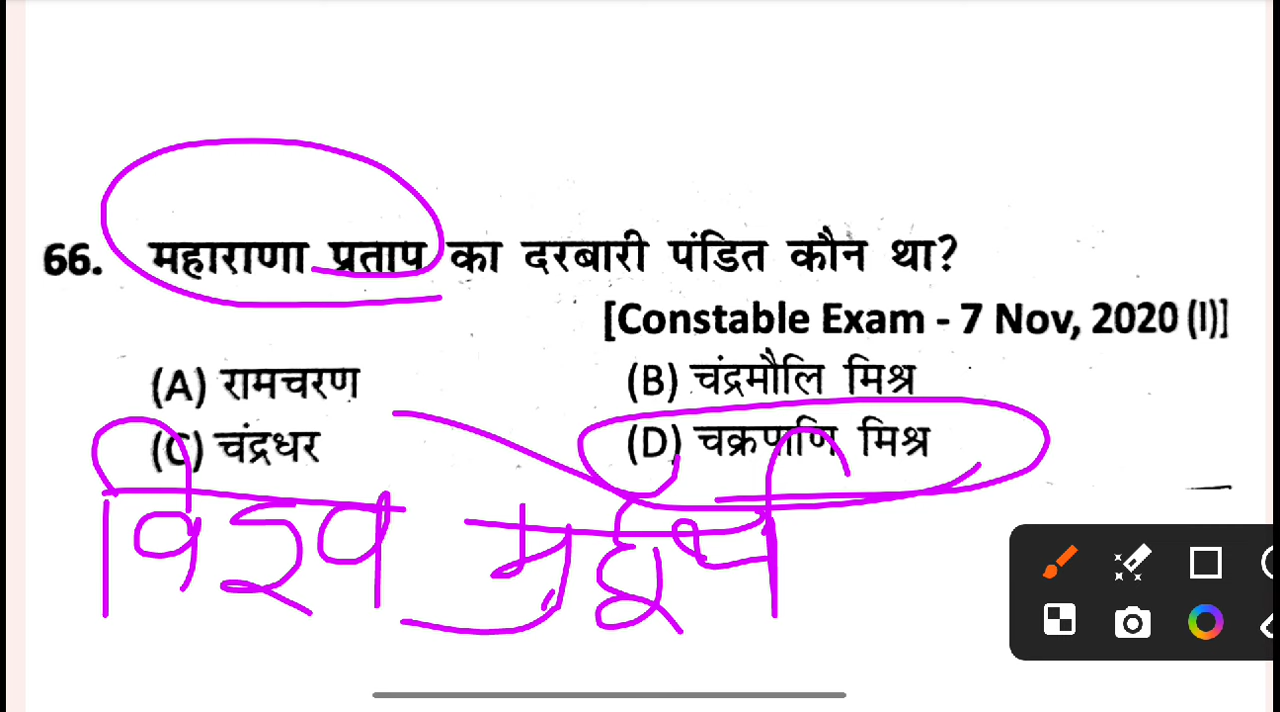 66. महाराणा प्रताप का दरबारी पंडित कौन था?
[Constable Exam - 7 Nov, 2020 (I)]
(A) रामचरण (B) चंद्रमौलि मिश्र
(C) चंद्रधर (D) चक्रपाणि मिश्र